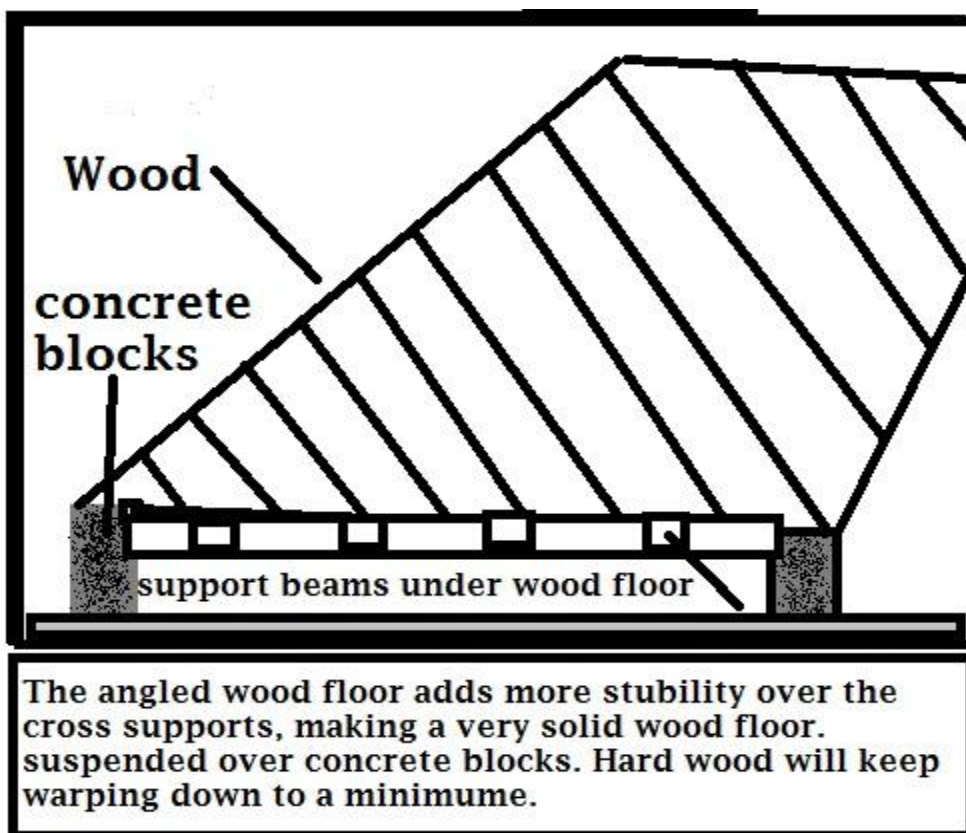 Wood
concrete
blocks
support beams under wood floor
The angled wood floor adds more stubility over the
cross supports, making a very solid wood floor.
suspended over concrete blocks. Hard wood will keep
warping down to a minimume.